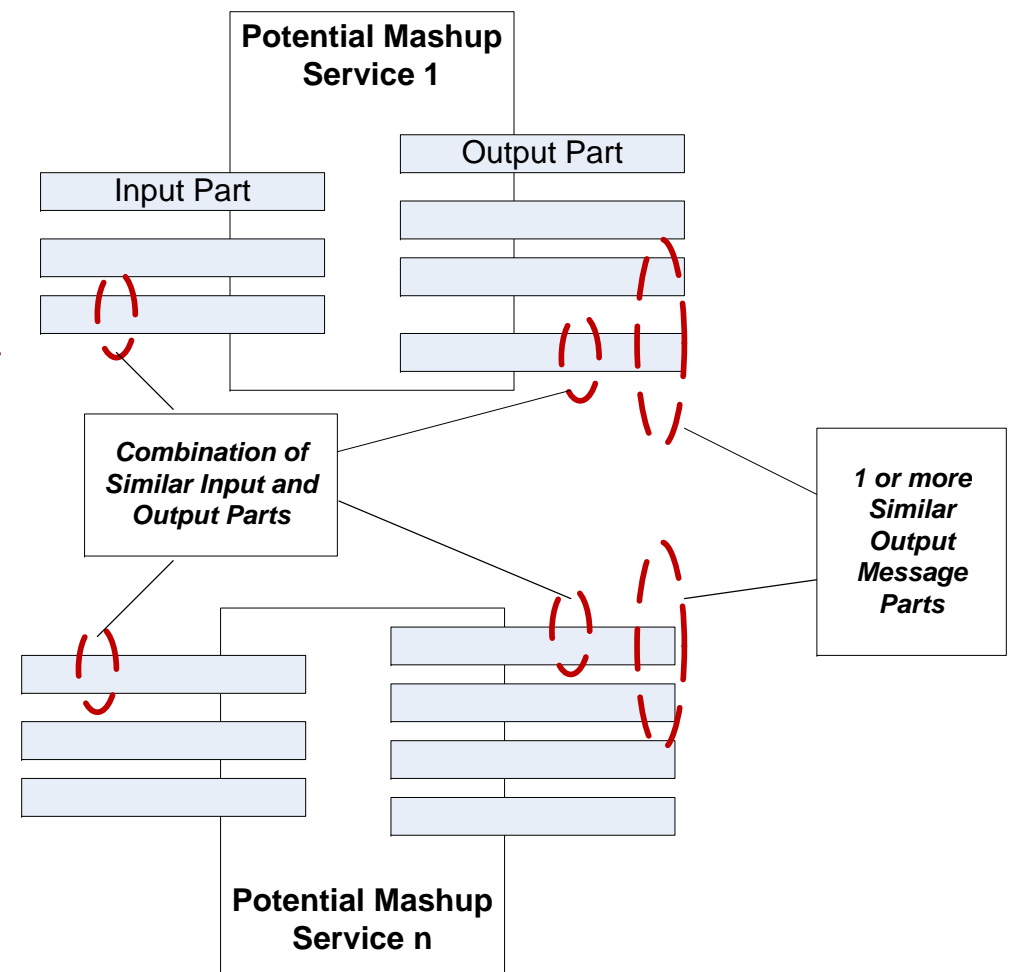 Potential Mashup
Service 1
Output Part
Input Part
Combination of
Similar Input and
Output Parts
1 or more
Similar
Output
Message
Parts
Potential Mashup
Service n